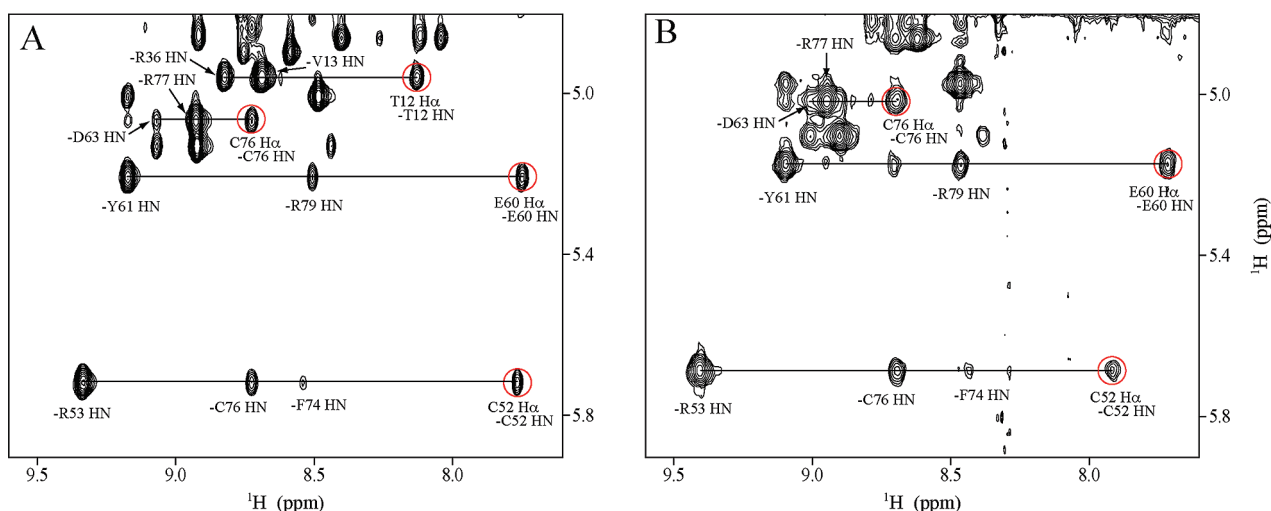 A
-R36 HN
-R77 HN
-V13 HN
-D63 HN
T12 Hα
-T12 HN
C76 Hα
-C76 HN
-Y61 HN
-R79 HN
E60 Hα
-E60 HN
-R53 HN
-C76 HN
-F74 HN
C52 Hα
-C52 HN
5.0
5.4
5.8
9.5
9.0
8.5
8.0
¹H (ppm)
B
-R77 HN
-D63 HN
C76 Hα
-C76 HN
-Y61 HN
-R79 HN
E60 Hα
-E60 HN
-R53 HN
-C76 HN
-F74 HN
C52 Hα
-C52 HN
5.0
5.4
5.8
¹H (ppm)
9.5
9.0
8.5
8.0
¹H (ppm)